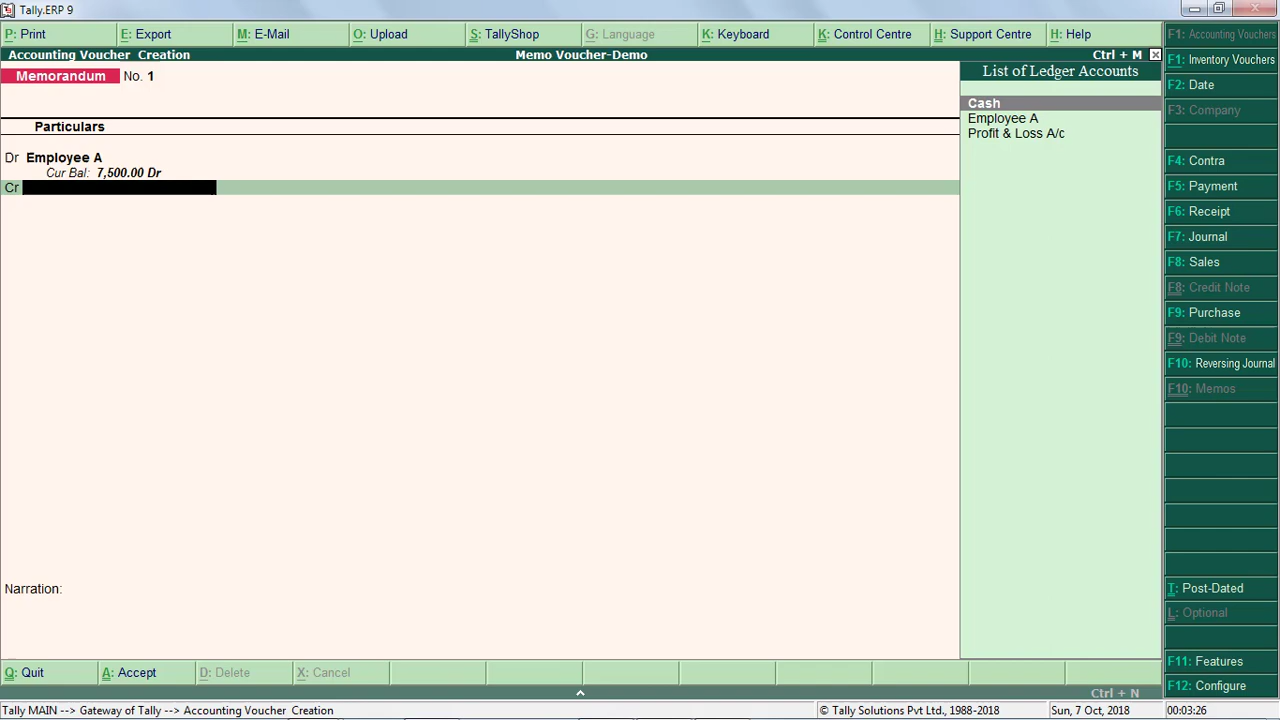 Tally.ERP 9
P: Print E: Export M: E-Mail O: Upload S: TallyShop G: Language K: Keyboard K: Control Centre H: Support Centre H: Help
Accounting Voucher Creation Memo Voucher-Demo Ctrl + M
Memorandum No. 1
Particulars
Dr Employee A
Cur Bal: 7,500.00 Dr
Cr
Narration:
List of Ledger Accounts
Cash
Employee A
Profit & Loss A/c
F1: Accounting Vouchers
F1: Inventory Vouchers
F2: Date
F3: Company
F4: Contra
F5: Payment
F6: Receipt
F7: Journal
F8: Sales
F8: Credit Note
F9: Purchase
F9: Debit Note
F10: Reversing Journal
F10: Memos
T: Post-Dated
L: Optional
F11: Features
F12: Configure
Q: Quit A: Accept D: Delete X: Cancel
Ctrl + N
Tally MAIN --> Gateway of Tally --> Accounting Voucher Creation © Tally Solutions Pvt Ltd., 1988-2018 Sun, 7 Oct, 2018 00:03:26